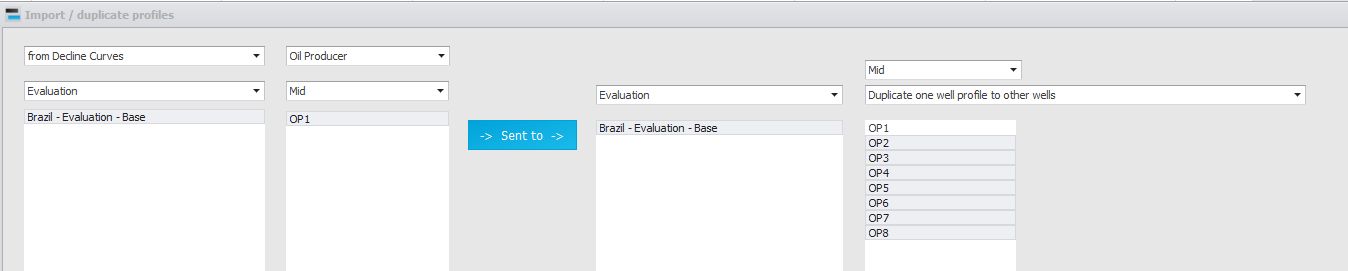 Import / duplicate profiles
from Decline Curves
Oil Producer
Mid
Evaluation
Mid
Evaluation
Duplicate one well profile to other wells
Brazil - Evaluation - Base
OP1
-> Sent to ->
Brazil - Evaluation - Base
OP1
OP2
OP3
OP4
OP5
OP6
OP7
OP8